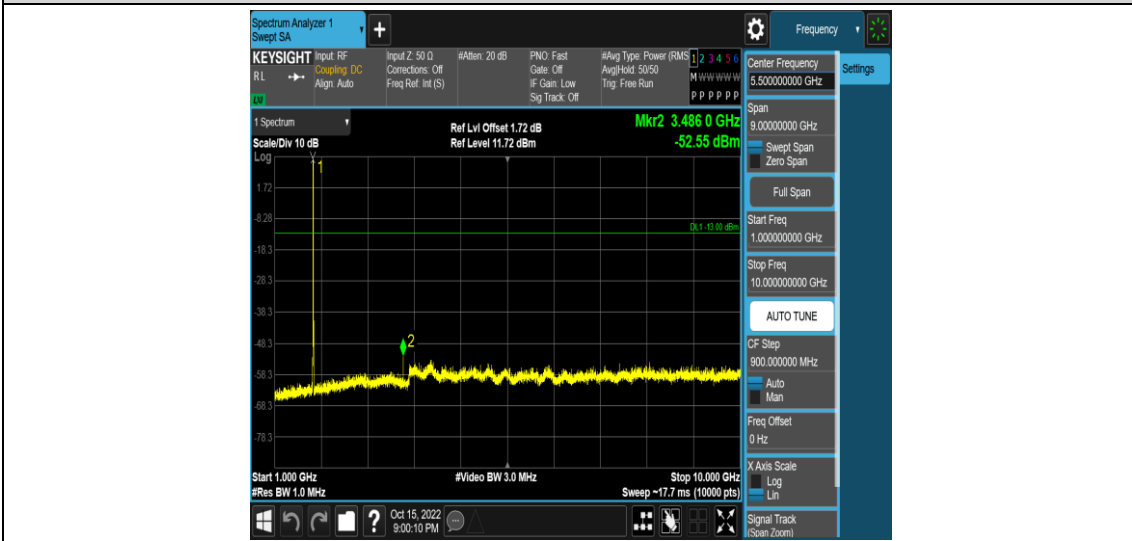 Spectrum Analyzer 1
Swept SA
+
Frequency
KEYSIGHT
RL
LXI
Input: RF
Coupling: DC
Align: Auto
Input Z: 50 Ω
Corrections: Off
Freq Ref: Int (S)
#Atten: 20 dB
PNO: Fast
Gate: Off
IF Gain: Low
Sig Track: Off
#Avg Type: Power (RMS
Avg|Hold: 50/50
Trig: Free Run
1 2 3 4 5 6
M W W W W W
P P P P P P
1 Spectrum
Scale/Div 10 dB
Log
Ref Lvl Offset 1.72 dB
Ref Level 11.72 dBm
Mkr2 3.486 0 GHz
-52.55 dBm
1
1.72
-8.28
DL1 -13.00 dBm
-18.3
-28.3
-38.3
-48.3
2
-58.3
-68.3
-78.3
Start 1.000 GHz
#Video BW 3.0 MHz
Stop 10.000 GHz
#Res BW 1.0 MHz
Sweep ~17.7 ms (10000 pts)
Center Frequency
5.50000000 GHz
Settings
Span
9.00000000 GHz
Swept Span
Zero Span
Full Span
Start Freq
1.000000000 GHz
Stop Freq
10.000000000 GHz
AUTO TUNE
CF Step
900.000000 MHz
Auto
Man
Freq Offset
0 Hz
X Axis Scale
Log
Lin
Signal Track
(Span Zoom)
?
Oct 15, 2022
9:00:10 PM